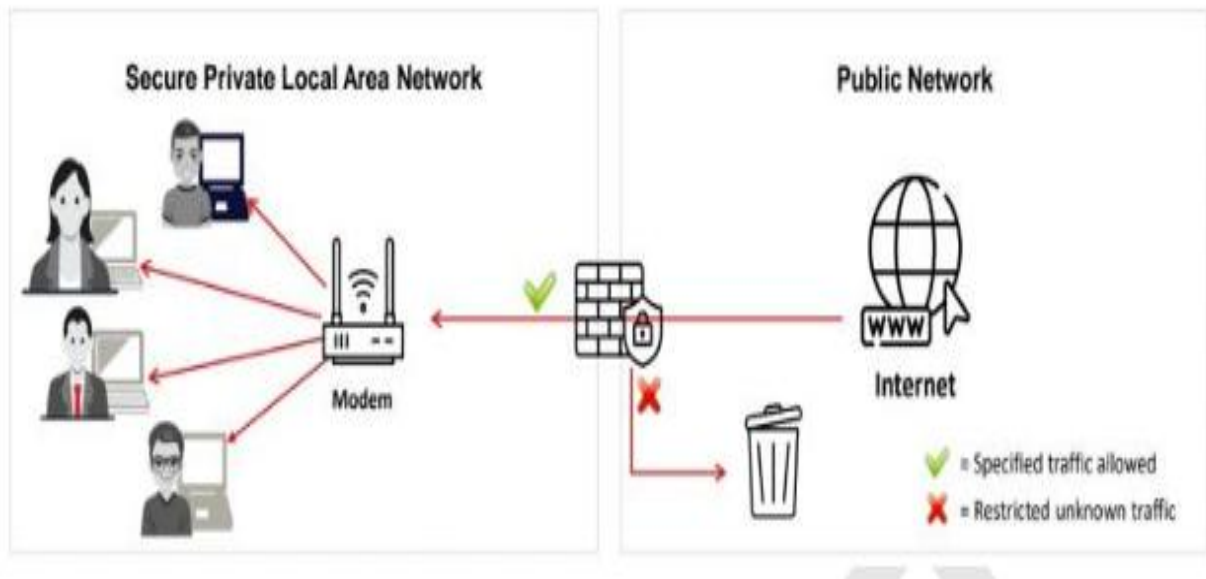 Secure Private Local Area Network
Public Network
Modem
WWW
Internet
= Specified traffic allowed
= Restricted unknown traffic